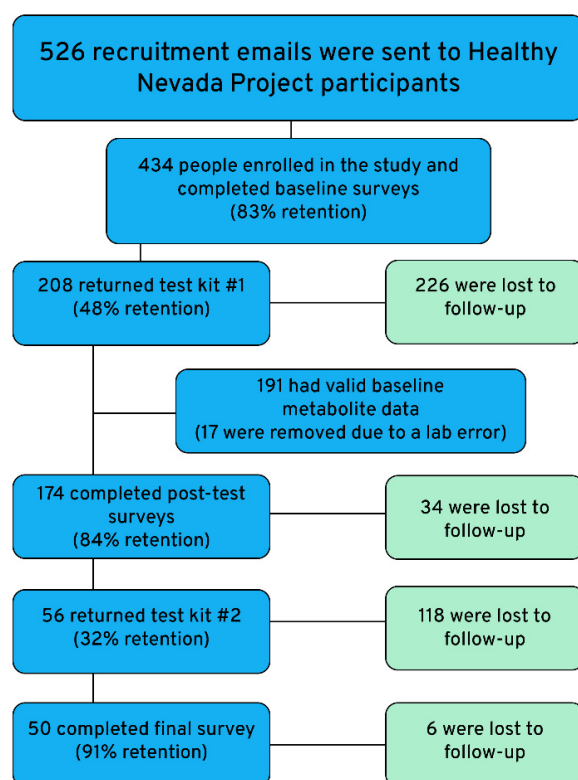 526 recruitment emails were sent to Healthy
Nevada Project participants
434 people enrolled in the study and
completed baseline surveys
(83% retention)
208 returned test kit #1
(48% retention)
226 were lost to
follow-up
191 had valid baseline
metabolite data
(17 were removed due to a lab error)
174 completed post-test
surveys
(84% retention)
34 were lost to
follow-up
56 returned test kit #2
(32% retention)
118 were lost to
follow-up
50 completed final survey
(91% retention)
6 were lost to
follow-up